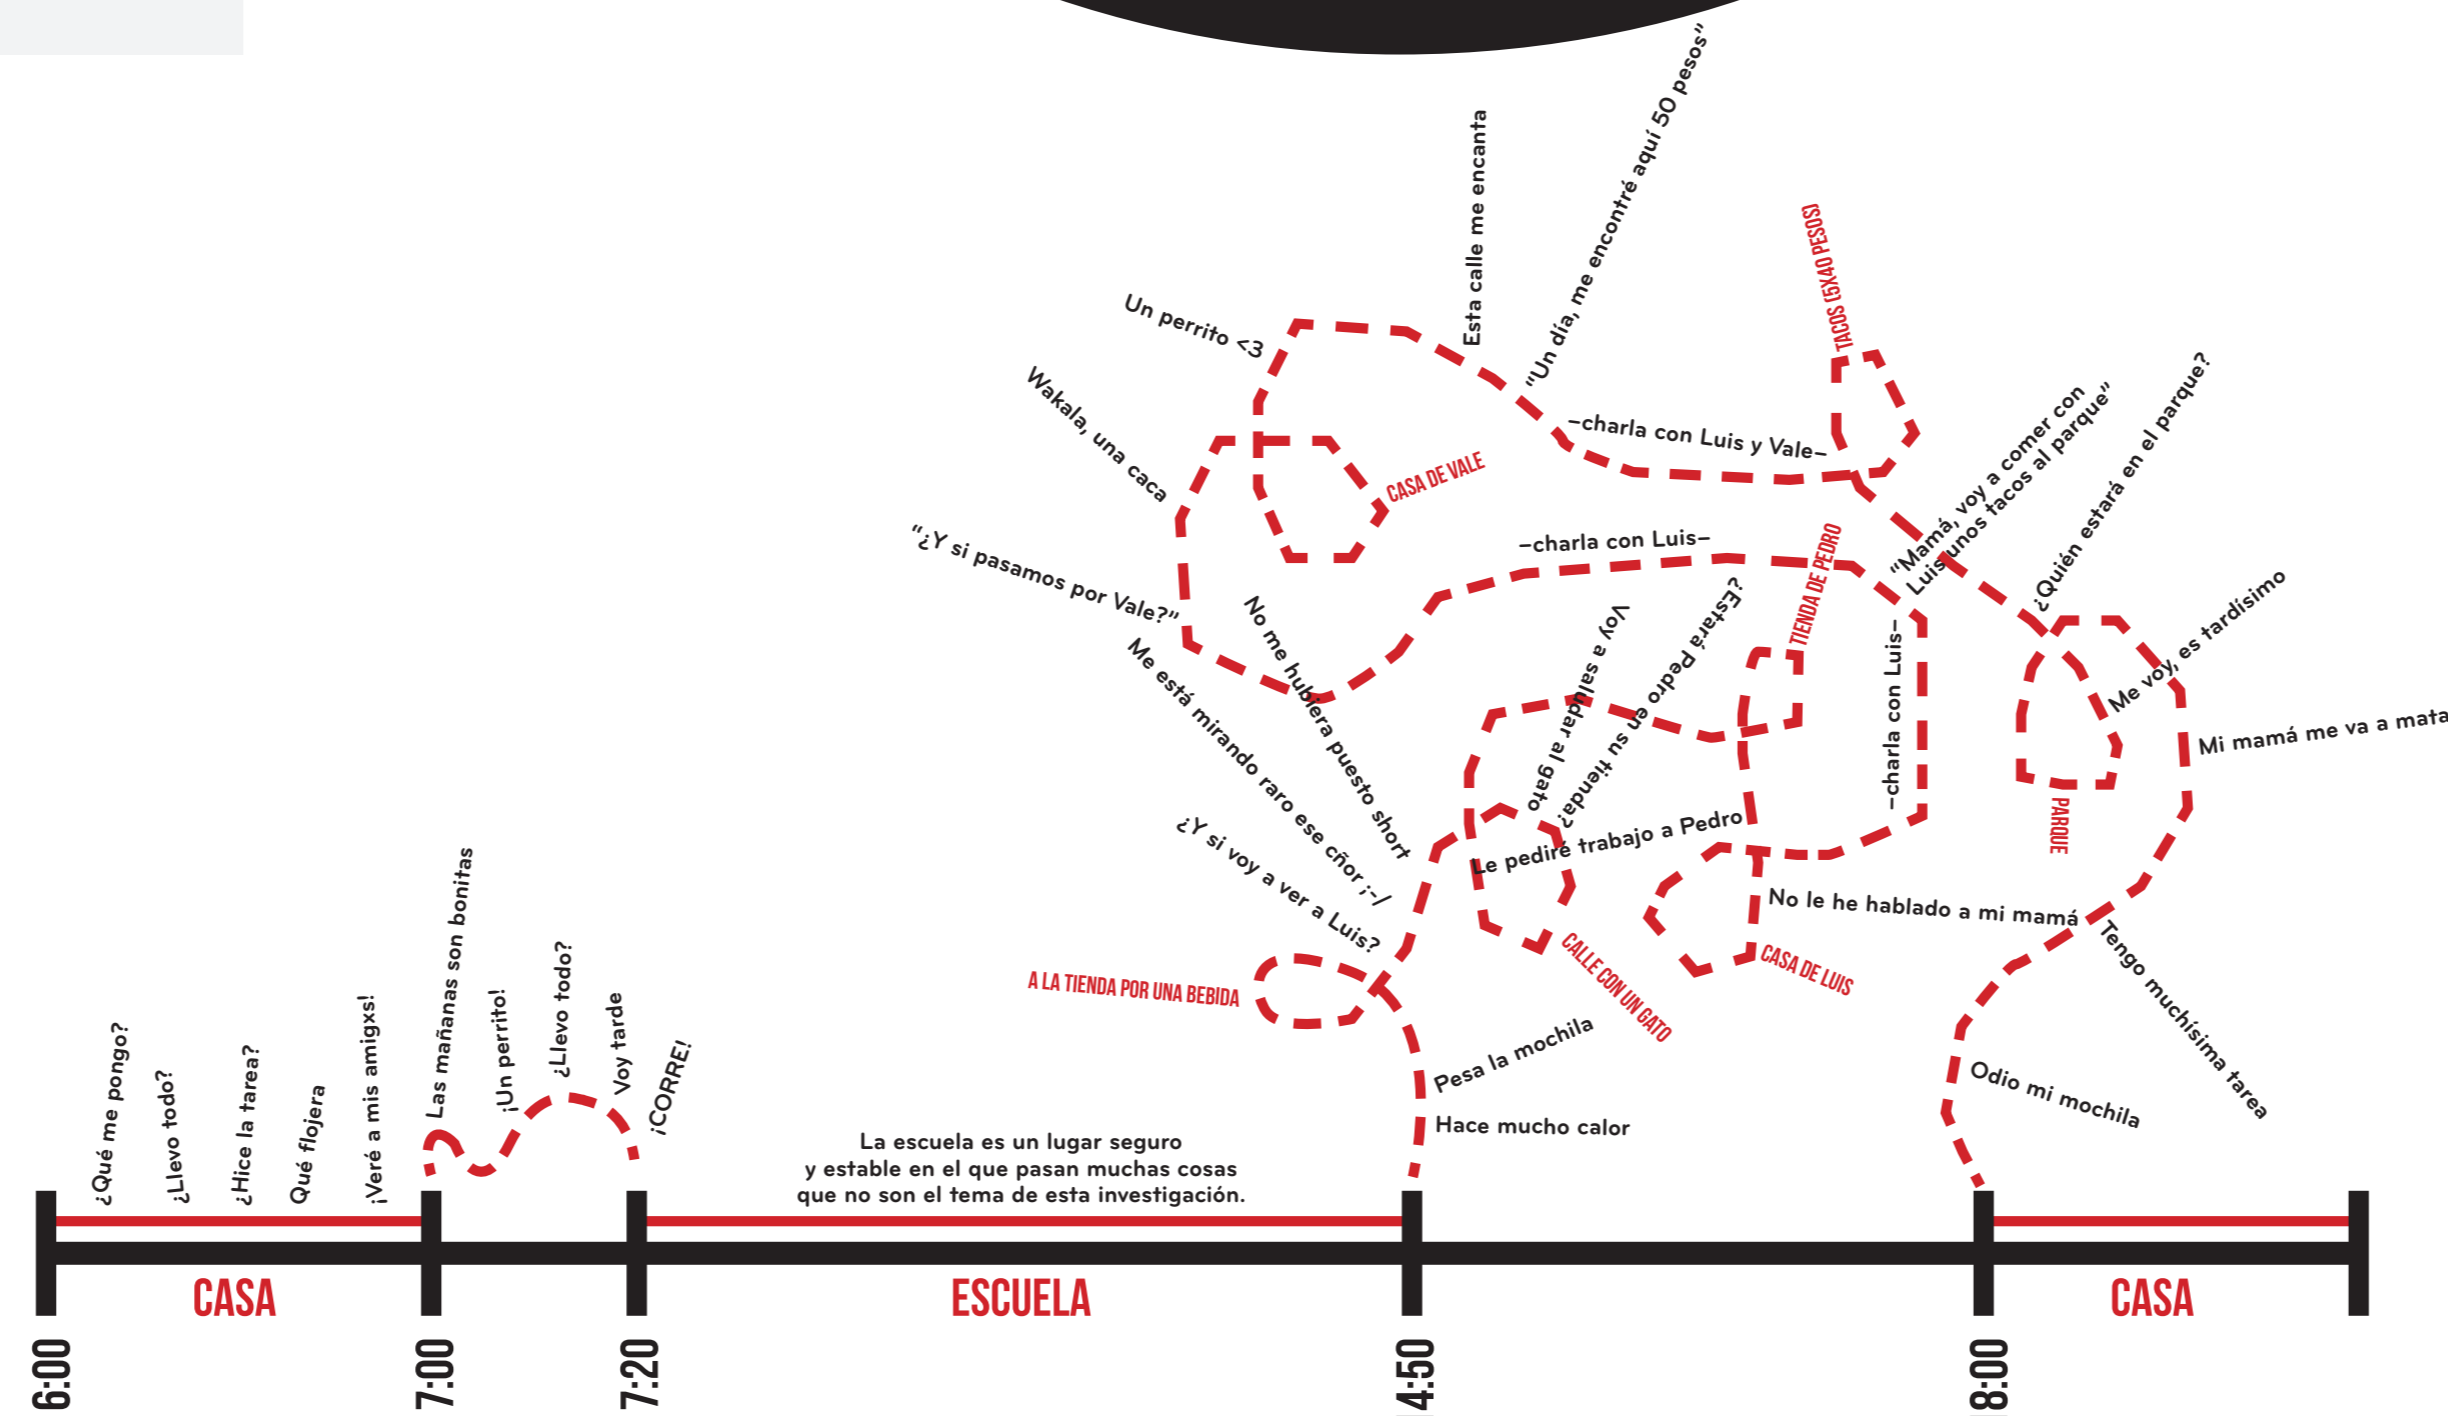 ¿Qué me pongo?
¿Llevo todo?
¿Hice la tarea?
Qué flojera
¡Veré a mis amigxs!
Las mañanas son bonitas
¡Un perrito!
¿Llevo todo?
Voy tarde
¡CORRE!
La escuela es un lugar seguro
y estable en el que pasan muchas cosas
que no son el tema de esta investigación.
Hace mucho calor
Pesa la mochila
A LA TIENDA POR UNA BEBIDA
¿Y si voy a ver a Luis?
Me está mirando raro ese cñor ;-/
No me hubiera puesto short
CALLE CON UN GATO
Voy a saludar al gato
¿Estará Pedro en su tienda?
TIENDA DE PEDRO
Le pediré trabajo a Pedro
CASA DE LUIS
No le he hablado a mi mamá
–charla con Luis–
"Mamá, voy a comer con
Luis unos tacos al parque"
–charla con Luis–
"¿Y si pasamos por Vale?"
Wakala, una caca
CASA DE VALE
Un perrito <3
Esta calle me encanta
"Un día, me encontré aquí 50 pesos"
–charla con Luis y Vale–
TACOS (5X40 PESOS)
¿Quién estará en el parque?
PARQUE
Me voy, es tardísimo
Mi mamá me va a mata
Tengo muchísima tarea
Odio mi mochila
CASA
ESCUELA
CASA
6:00
7:00
7:20
4:50
8:00